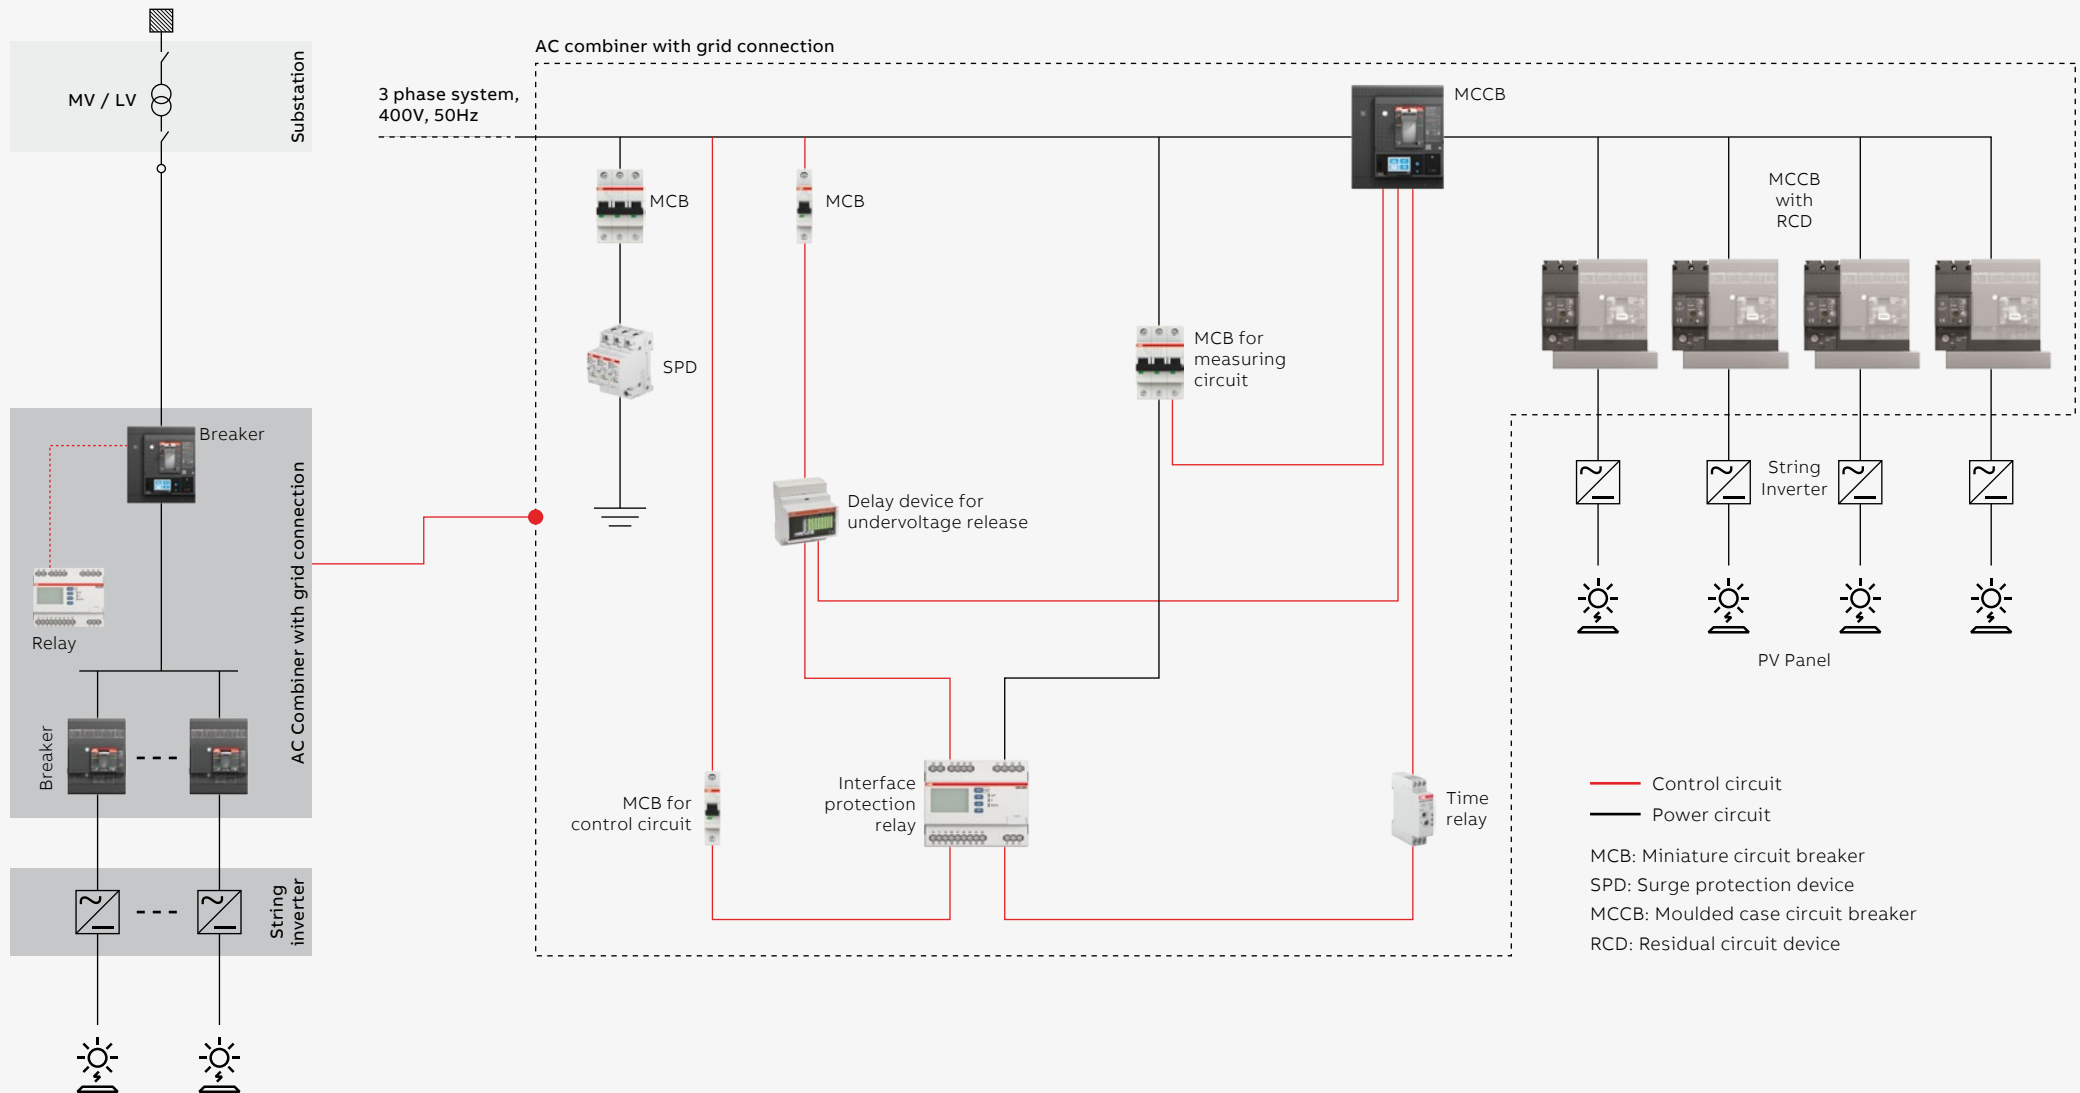 MV / LV
Substation
Breaker
Relay
Breaker
AC Combiner with grid connection
String
inverter
AC combiner with grid connection
3 phase system,
400V, 50Hz
MCB
MCB
MCCB
MCCB
with
RCD
SPD
MCB for
measuring
circuit
Delay device for
undervoltage release
String
Inverter
PV Panel
MCB for
control circuit
Interface
protection
relay
Time
relay
Control circuit
Power circuit
MCB: Miniature circuit breaker
SPD: Surge protection device
MCCB: Moulded case circuit breaker
RCD: Residual circuit device